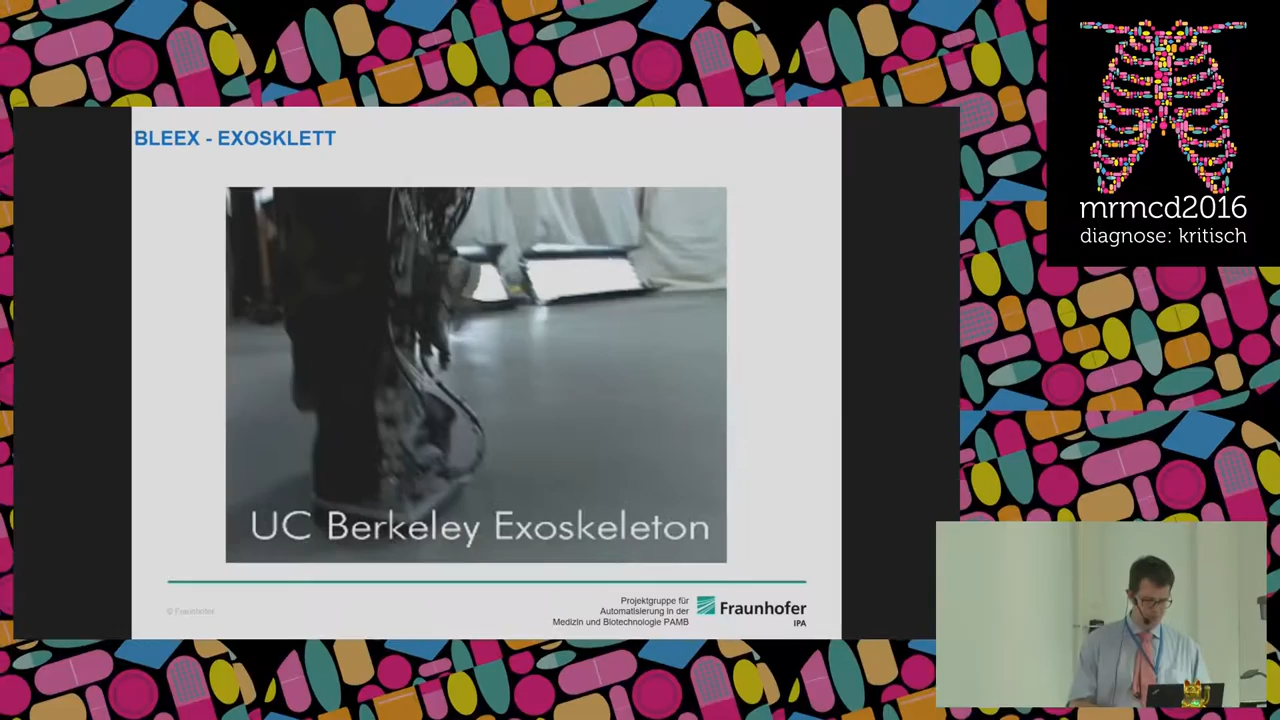 BLEEX - EXOSKLETT
UC Berkeley Exoskeleton
© Fraunhofer
Projektgruppe für
Automatisierung in der
Medizin und Biotechnologie PAMB
Fraunhofer
IPA
mrmcd2016
diagnose: kritisch